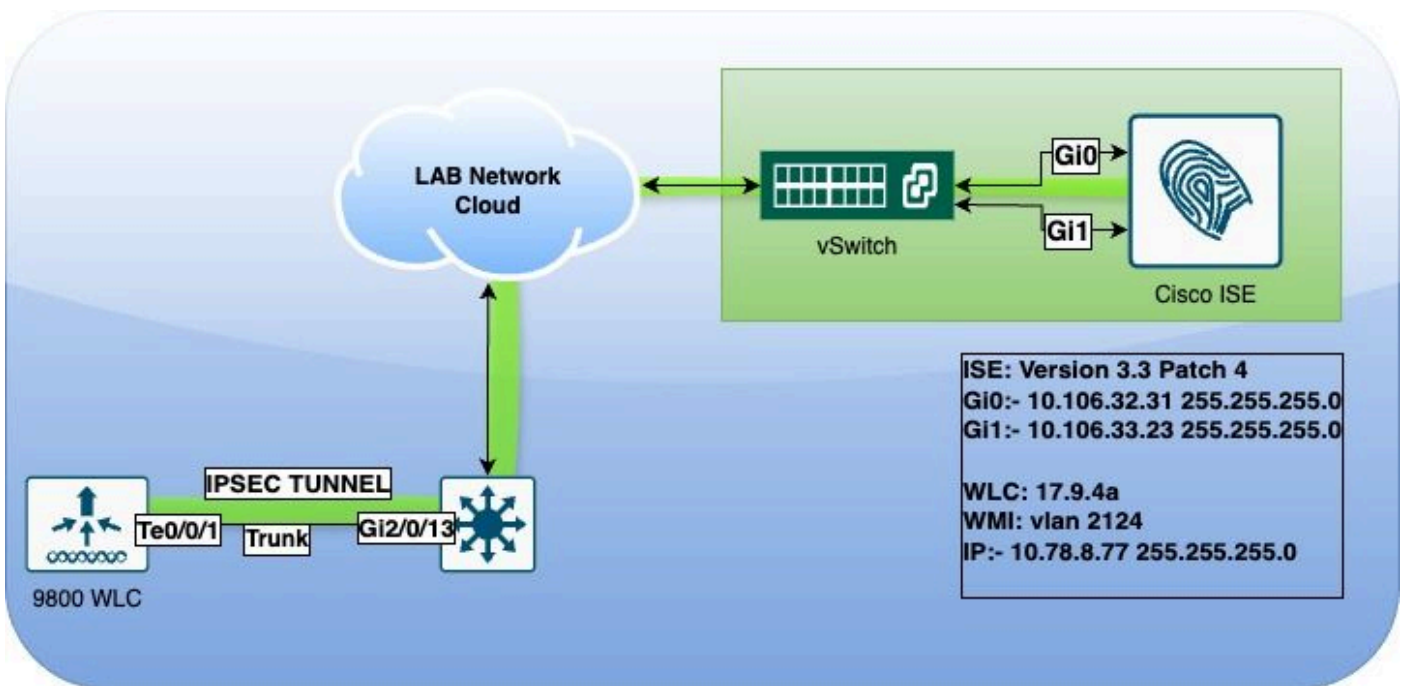 LAB Network
Cloud
Gi0
Gi1
vSwitch
Cisco ISE
ISE: Version 3.3 Patch 4
Gi0:- 10.106.32.31 255.255.255.0
Gi1:- 10.106.33.23 255.255.255.0
WLC: 17.9.4a
WMI: vlan 2124
IP:- 10.78.8.77 255.255.255.0
IPSEC TUNNEL
Te0/0/1
Trunk
Gi2/0/13
9800 WLC